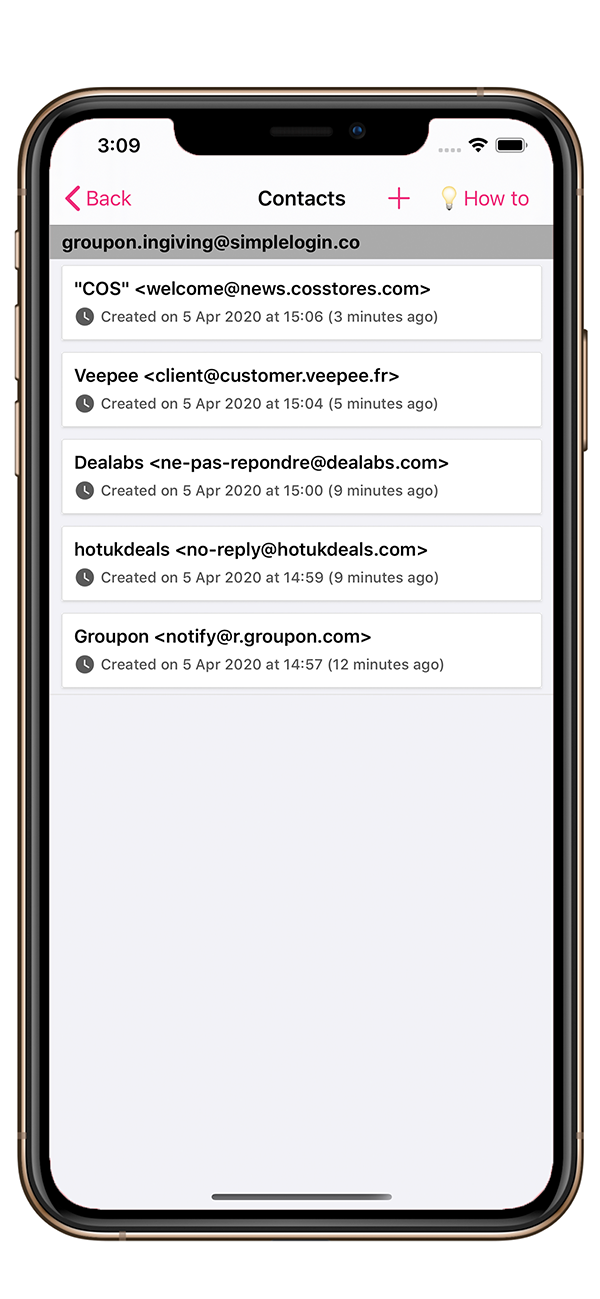 3:09
Back Contacts + How to
groupon.ingiving@simplelogin.co
"COS" <welcome@news.cosstores.com>
Created on 5 Apr 2020 at 15:06 (3 minutes ago)
Veepee <client@customer.veepee.fr>
Created on 5 Apr 2020 at 15:04 (5 minutes ago)
Dealabs <ne-pas-repondre@dealabs.com>
Created on 5 Apr 2020 at 15:00 (9 minutes ago)
hotukdeals <no-reply@hotukdeals.com>
Created on 5 Apr 2020 at 14:59 (9 minutes ago)
Groupon <notify@r.groupon.com>
Created on 5 Apr 2020 at 14:57 (12 minutes ago)